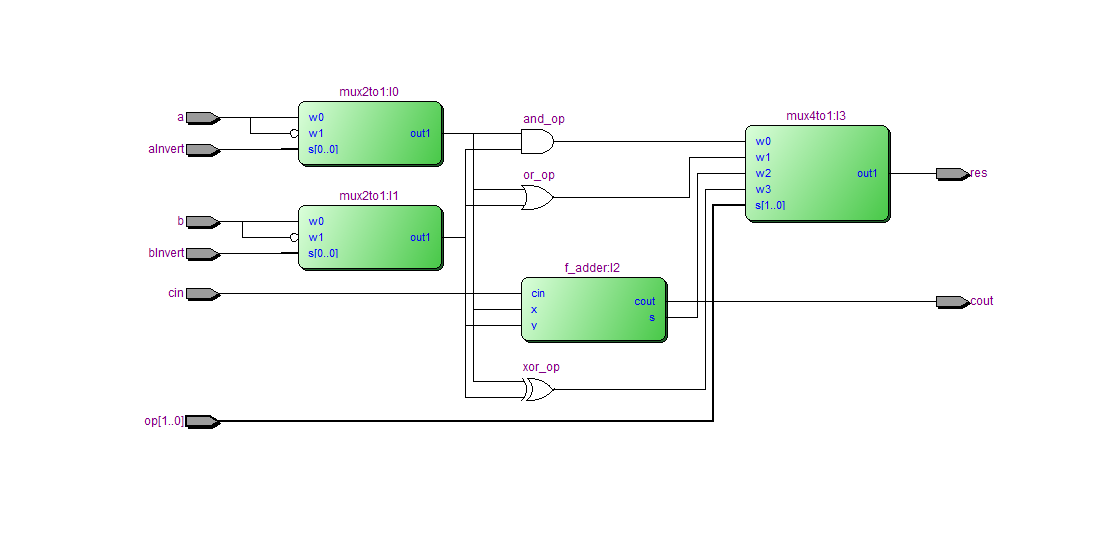 mux2to1:I0
a
w0
w1
out1
aInvert
s[0..0]
and_op
mux4to1:I3
w0
w1
w2
out1
res
w3
s[1..0]
or_op
mux2to1:I1
b
w0
w1
out1
bInvert
s[0..0]
f_adder:I2
cin
cin
cout
cout
x
s
y
xor_op
op[1..0]